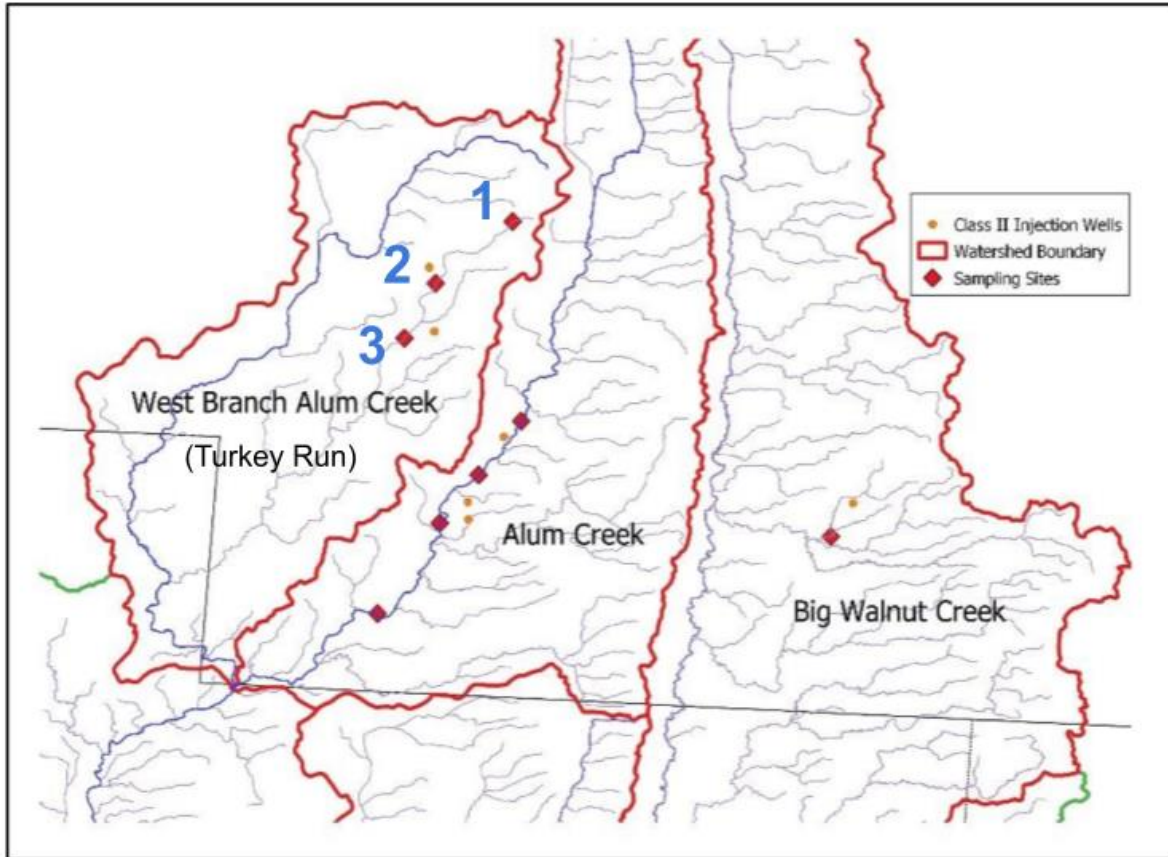 1
2
3
Class II Injection Wells
Watershed Boundary
Sampling Sites
West Branch Alum Creek
(Turkey Run)
Alum Creek
Big Walnut Creek